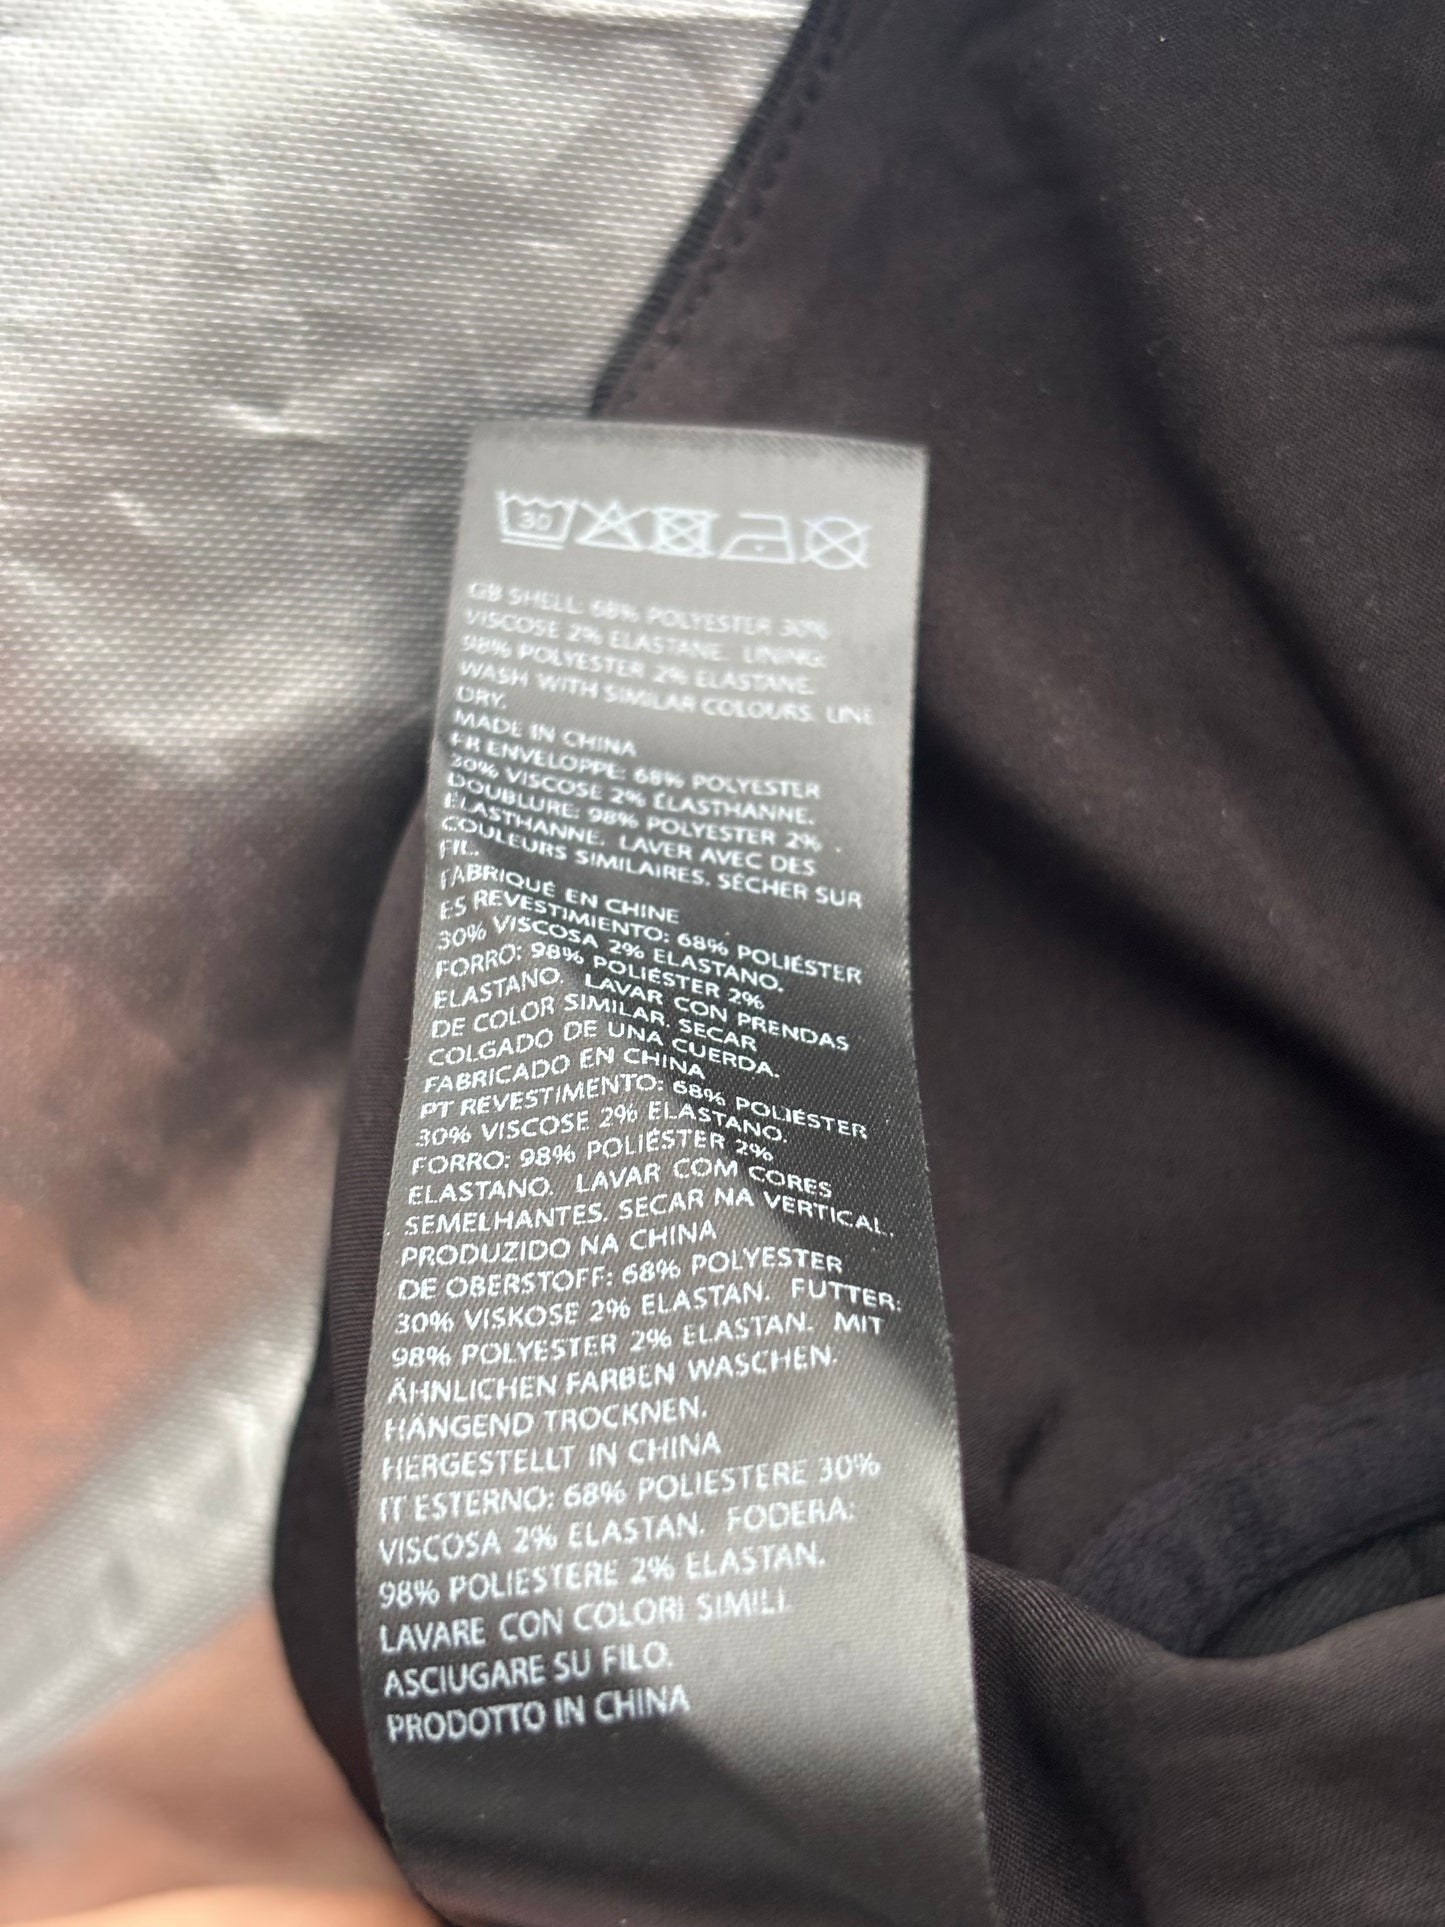 30
GB SHELL: 68% POLYESTER 30%
VISCOSE 2% ELASTANE. LINING:
98% POLYESTER 2% ELASTANE.
WASH WITH SIMILAR COLOURS. LINE
DRY.
MADE IN CHINA
FR ENVELOPPE: 68% POLYESTER
30% VISCOSE 2% ÉLASTHANNE.
DOUBLURE: 98% POLYESTER 2%
ÉLASTHANNE. LAVER AVEC DES
COULEURS SIMILAIRES. SÉCHER SUR
FIL.
FABRIQUÉ EN CHINE
ES REVESTIMIENTO: 68% POLIÉSTER
30% VISCOSA 2% ELASTANO.
FORRO: 98% POLIÉSTER 2%
ELASTANO. LAVAR CON PRENDAS
DE COLOR SIMILAR. SECAR
COLGADO DE UNA CUERDA.
FABRICADO EN CHINA
PT REVESTIMENTO: 68% POLIÉSTER
30% VISCOSE 2% ELASTANO.
FORRO: 98% POLIÉSTER 2%
ELASTANO. LAVAR COM CORES
SEMELHANTES. SECAR NA VERTICAL.
PRODUZIDO NA CHINA
DE OBERSTOFF: 68% POLYESTER
30% VISKOSE 2% ELASTAN. FUTTER:
98% POLYESTER 2% ELASTAN. MIT
ÄHNLICHEN FARBEN WASCHEN.
HÄNGEND TROCKNEN.
HERGESTELLT IN CHINA
IT ESTERNO: 68% POLIESTERE 30%
VISCOSA 2% ELASTAN. FODERA:
98% POLIESTERE 2% ELASTAN.
LAVARE CON COLORI SIMILI.
ASCIUGARE SU FILO.
PRODOTTO IN CHINA